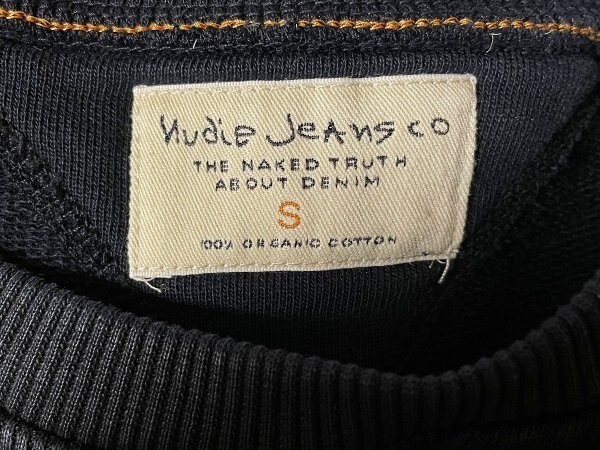 Nudie Jeans co
THE NAKED TRUTH
ABOUT DENIM
S
100% ORGANIC COTTON